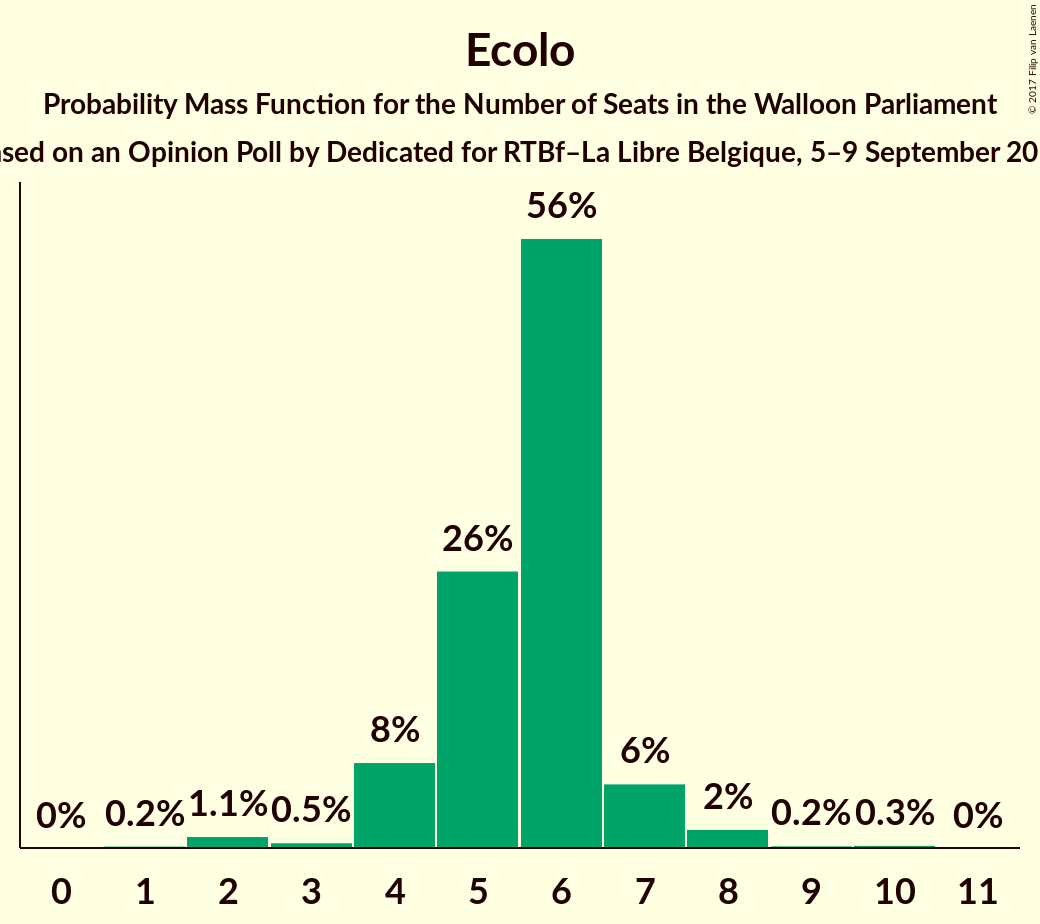 Ecolo
Probability Mass Function for the Number of Seats in the Walloon Parliament
on an Opinion Poll by Dedicated for RTBf–La Libre Belgique, 5–9 September
© 2017 Filip van Laenen
56%
26%
8%
6%
2%
1.1%
0.5%
0% 0.2% 0.2% 0.3% 0%
0 1 2 3 4 5 6 7 8 9 10 11